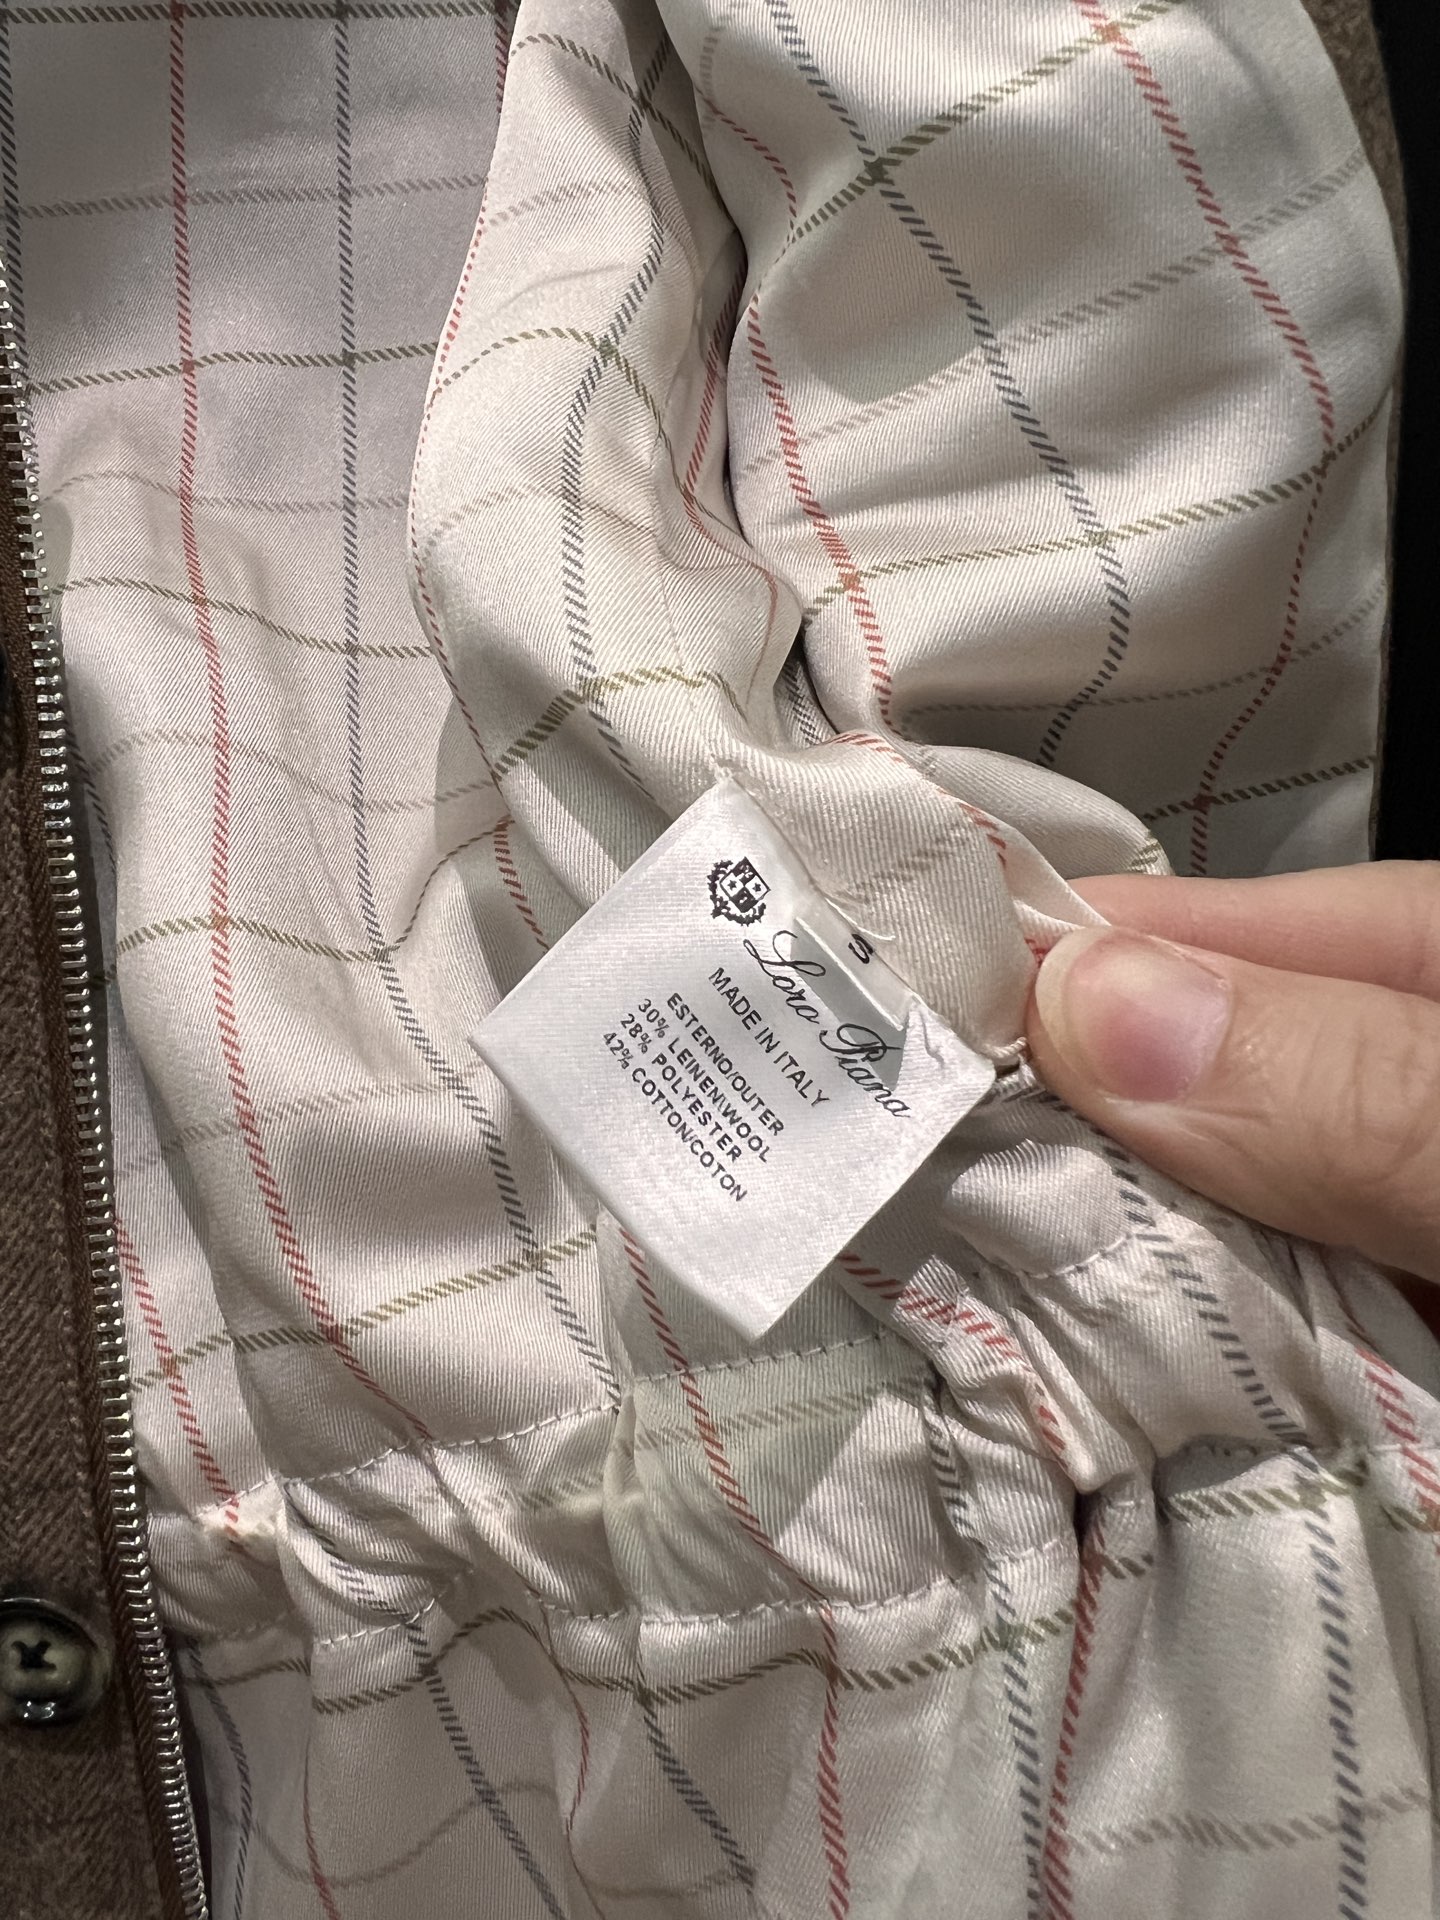 S
Loro Piana
MADE IN ITALY
ESTERNO/OUTER
30% LEINEN\WOOL
28% POLYESTER
42% COTTON/COTON